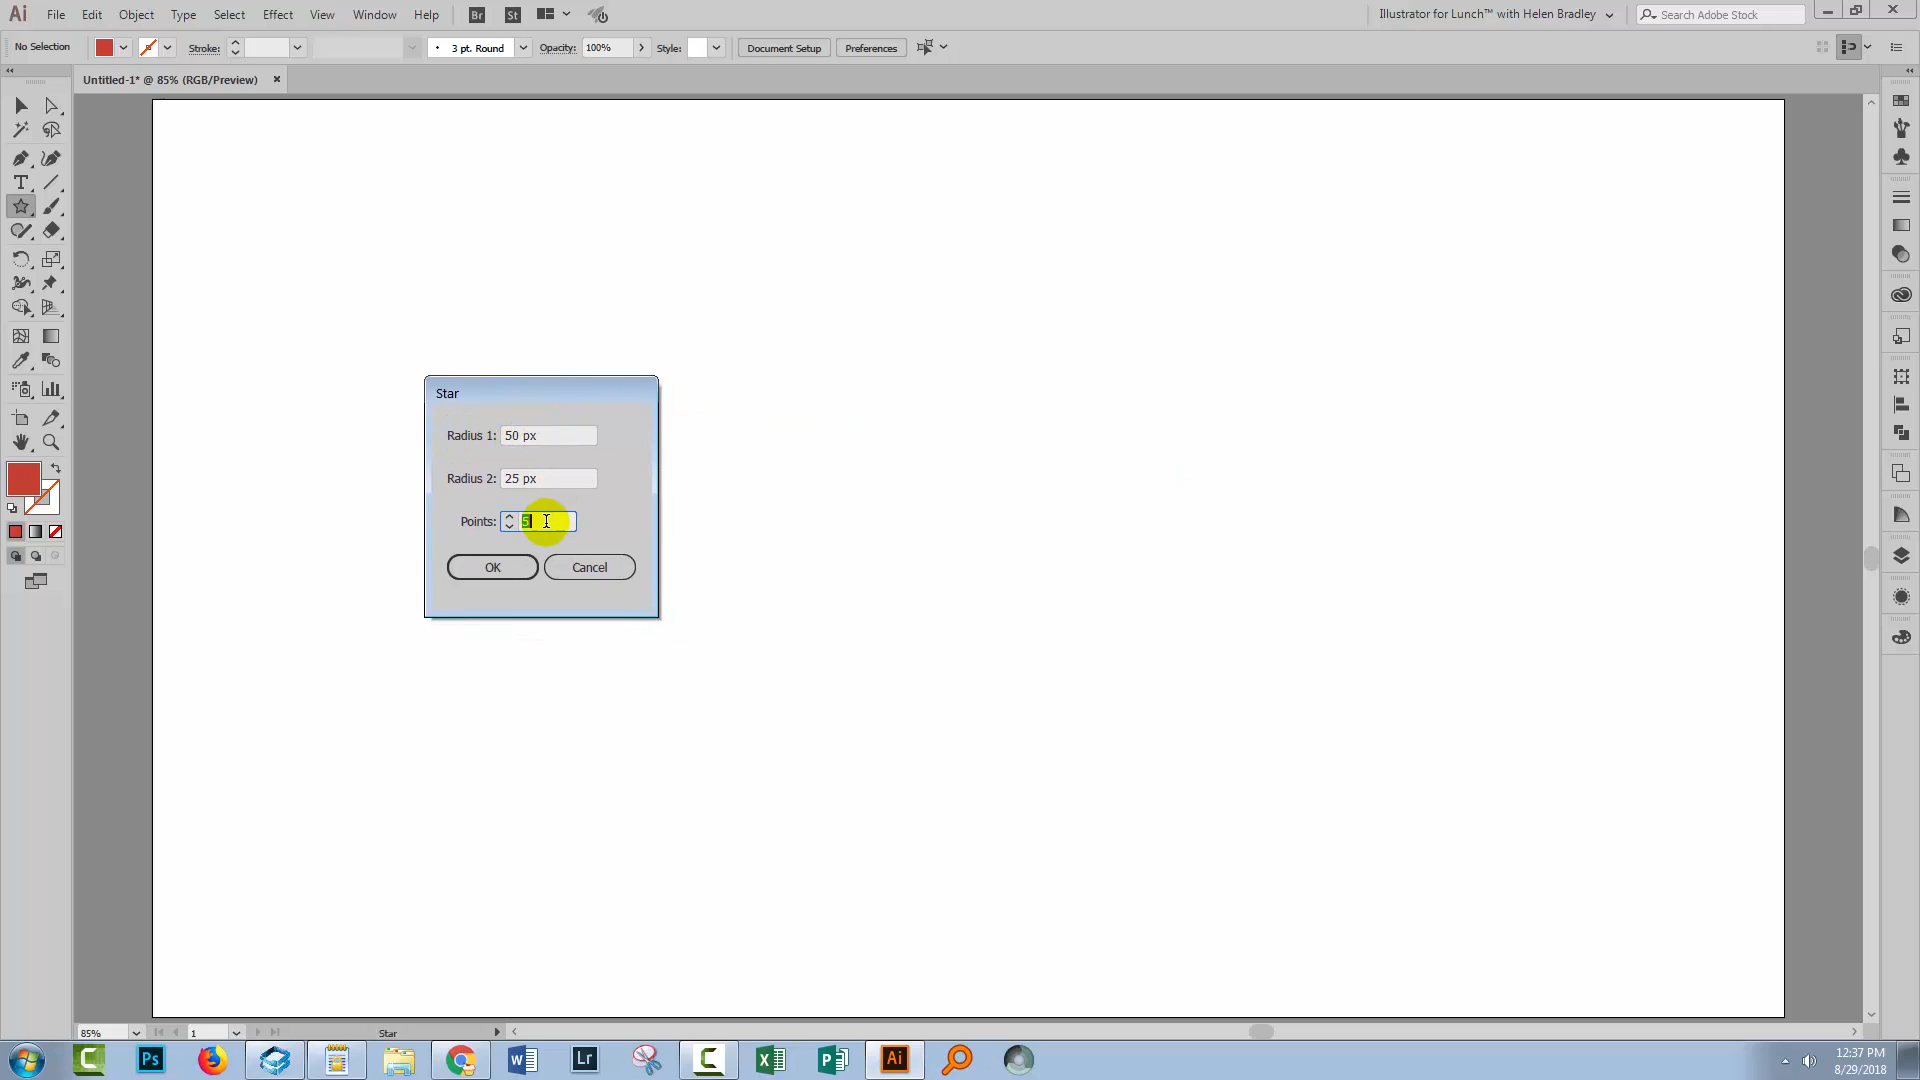 Ai File Edit Object Type Select Effect View Window Help Br St Illustrator for Lunch™ with Helen Bradley Search Adobe Stock
No Selection Stroke: 3 pt. Round Opacity: 100% Style: Document Setup Preferences
Untitled-1* @ 85% (RGB/Preview)
Star
Radius 1: 50 px
Radius 2: 25 px
Points: 5
OK Cancel
85% 1 Star
Ps Lr Ai
12:37 PM
8/29/2018